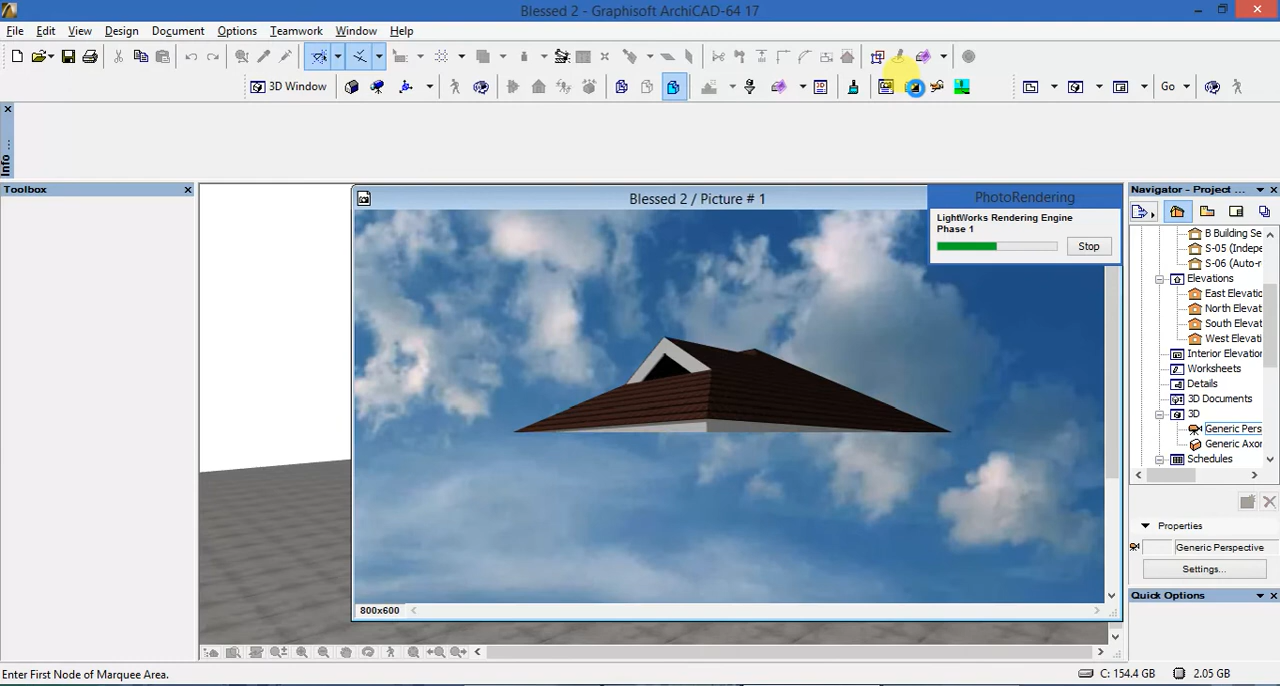 Blessed 2 - Graphisoft ArchiCAD-64 17
File Edit View Design Document Options Teamwork Window Help
3D Window
Go
Info ...
Toolbox
Blessed 2 / Picture # 1
PhotoRendering
LightWorks Rendering Engine
Phase 1
Stop
800x600
Navigator - Project ...
B Building Se
S-05 (Indepe
S-06 (Auto-r
Elevations
East Elevatio
North Elevat
South Elevat
West Elevati
Interior Elevation
Worksheets
Details
3D Documents
3D
Generic Pers
Generic Axon
Schedules
Properties
Generic Perspective
Settings...
Quick Options
Enter First Node of Marquee Area.
C: 154.4 GB
2.05 GB